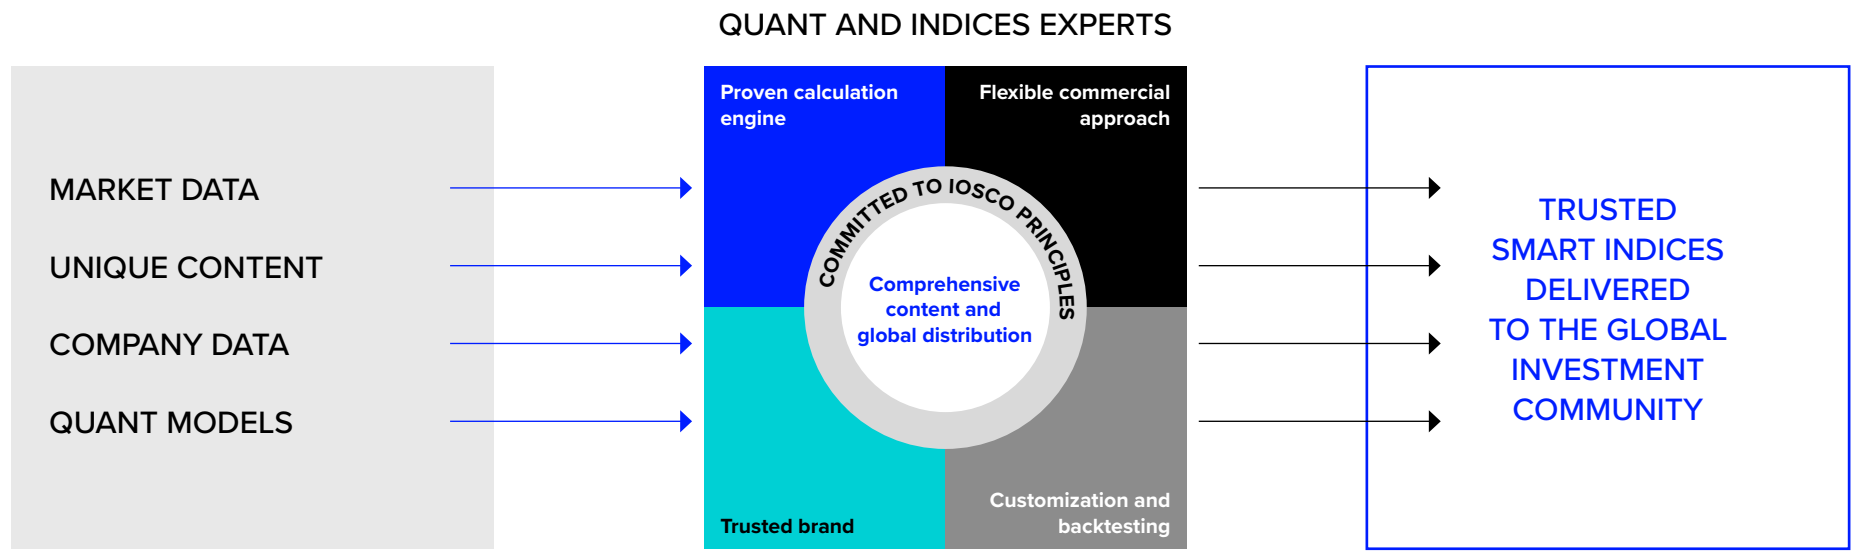 QUANT AND INDICES EXPERTS
MARKET DATA
UNIQUE CONTENT
COMPANY DATA
QUANT MODELS
Proven calculation
engine
Flexible commercial
approach
COMMITTED TO IOSCO PRINCIPLES
Comprehensive
content and
global distribution
Trusted brand
Customization and
backtesting
TRUSTED
SMART INDICES
DELIVERED
TO THE GLOBAL
INVESTMENT
COMMUNITY